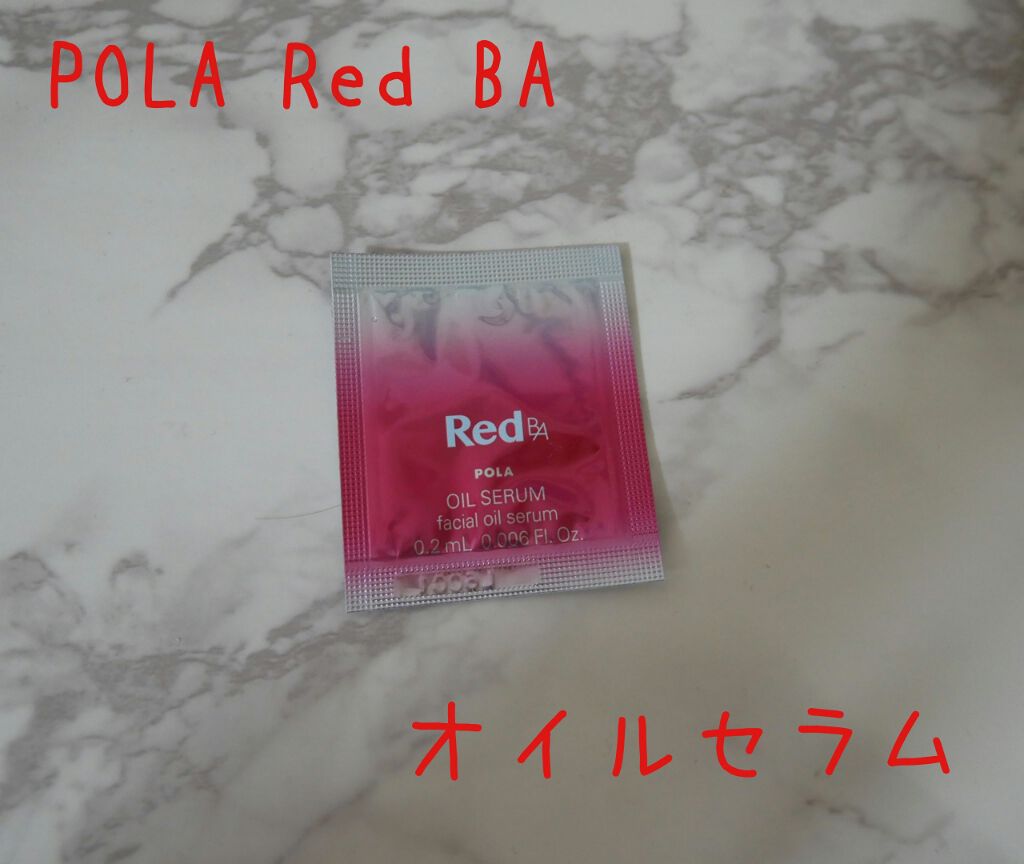 POLA Red BA
Red BA
POLA
OIL SERUM
facial oil serum
0.2 mL 0.006 Fl. Oz.
オイルセラム